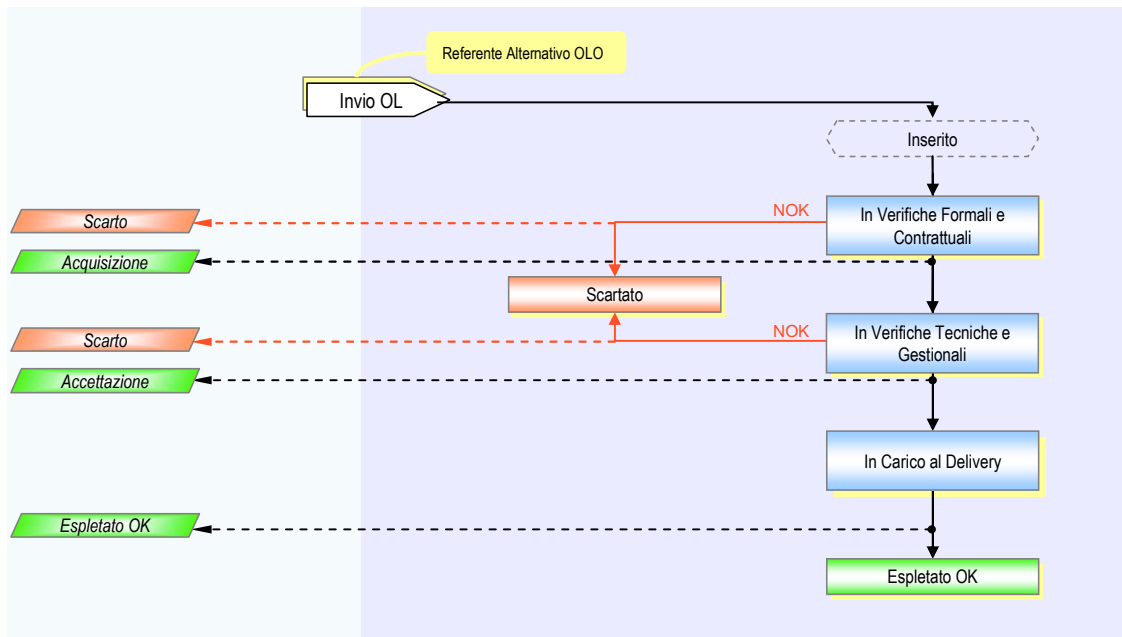 Referente Alternativo OLO
Invio OL
Inserito
Scarto
NOK
In Verifiche Formali e
Contrattuali
Acquisizione
Scartato
Scarto
NOK
In Verifiche Tecniche e
Gestionali
Accettazione
In Carico al Delivery
Espletato OK
Espletato OK